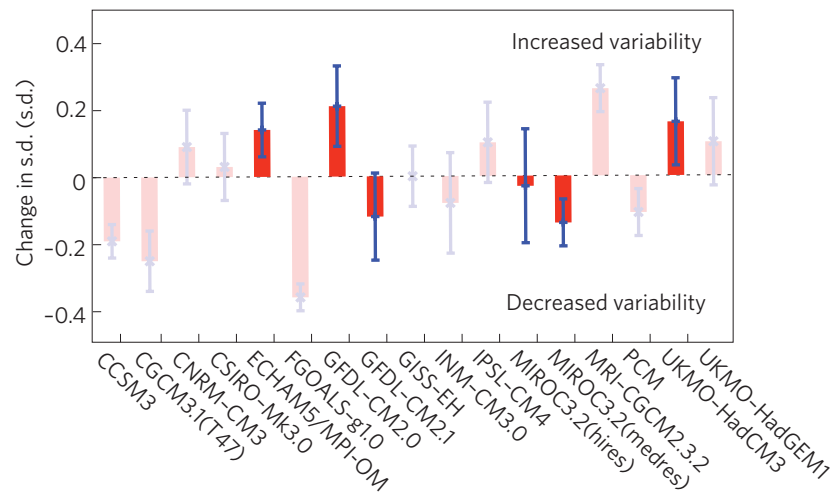 Increased variability
0.4
0.2
0
-0.2
-0.4
Change in s.d. (s.d.)
Decreased variability
CCSM3
CGCM3.1(T47)
CNRM-CM3
CSIRO-Mk3.0
ECHAM5/MPI-OM
FGOALS-g1.0
GFDL-CM2.0
GFDL-CM2.1
GISS-EH
INM-CM3.0
IPSL-CM4
MIROC3.2(hires)
MIROC3.2(medres)
MRI-CGCM2.3.2
PCM
UKMO-HadCM3
UKMO-HadGEM1